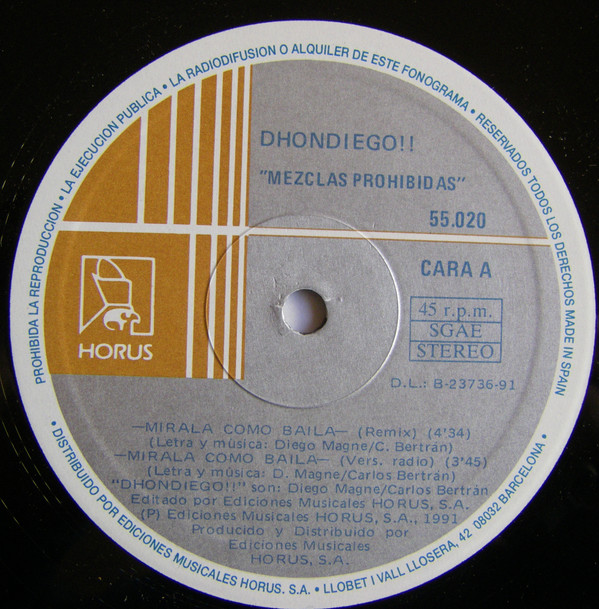 PROHIBIDA LA REPRODUCCION • LA EJECUCION PUBLICA • LA RADIODIFUSION O ALQUILER DE ESTE FONOGRAMA • RESERVADOS TODOS LOS DERECHOS MADE IN SPAIN
DHONDIEGO!!
"MEZCLAS PROHIBIDAS"
55.020
CARA A
HORUS
45 r.p.m.
SGAE
STEREO
D.L.: B-23736-91
—MIRALA COMO BAILA— (Remix) (4'34)
(Letra y música: Diego Magne/C. Bertrán)
—MIRALA COMO BAILA— (Vers. radio) (3'45)
(Letra y música: D. Magne/Carlos Bertrán)
"DHONDIEGO!!" son: Diego Magne/Carlos Bertrán
Editado por Ediciones Musicales HORUS, S.A.
(P) Ediciones Musicales HORUS, S.A., 1991
Producido y Distribuido por
Ediciones Musicales
HORUS, S.A.
• DISTRIBUIDO POR EDICIONES MUSICALES HORUS. S.A. • LLOBET I VALL LLOSERA, 42 08032 BARCELONA •